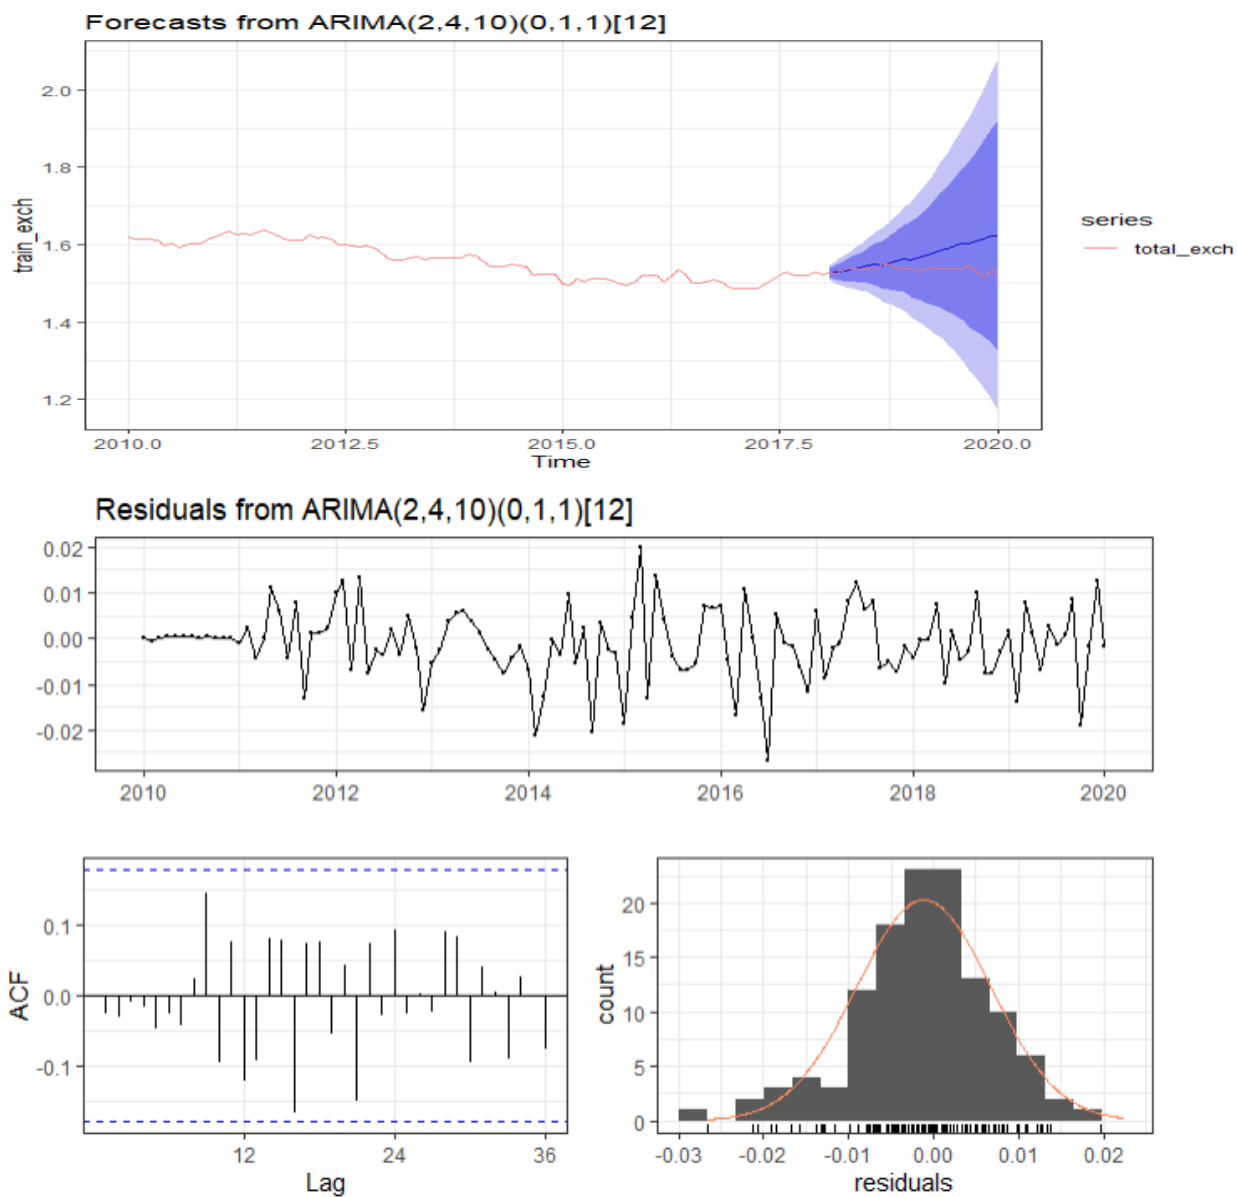 Forecasts from ARIMA(2,4,10)(0,1,1)[12]
2.0
1.8
1.6
1.4
1.2
train_exch
2010.0 2012.5 2015.0 2017.5 2020.0
Time
series
total_exch
Residuals from ARIMA(2,4,10)(0,1,1)[12]
0.02
0.01
0.00
-0.01
-0.02
2010 2012 2014 2016 2018 2020
0.1
0.0
-0.1
ACF
12 24 36
Lag
20
15
10
5
0
count
-0.03 -0.02 -0.01 0.00 0.01 0.02
residuals